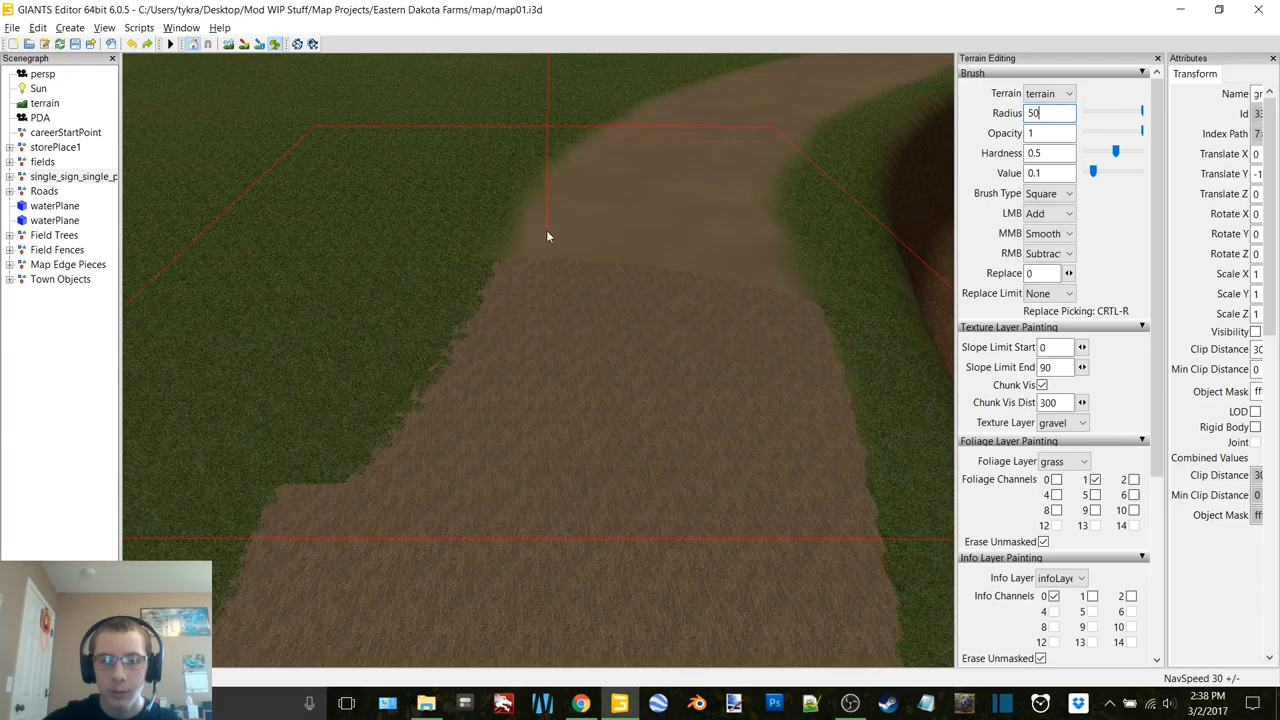 GIANTS Editor 64bit 6.0.5 - C:/Users/tykra/Desktop/Mod WIP Stuff/Map Projects/Eastern Dakota Farms/map/map01.i3d
File Edit Create View Scripts Window Help
Scenegraph
persp
Sun
terrain
PDA
careerStartPoint
storePlace1
fields
single_sign_single_p
Roads
waterPlane
waterPlane
Field Trees
Field Fences
Map Edge Pieces
Town Objects
Terrain Editing
Brush
Terrain terrain
Radius 50
Opacity 1
Hardness 0.5
Value 0.1
Brush Type Square
LMB Add
MMB Smooth
RMB Subtract
Replace 0
Replace Limit None
Replace Picking: CRTL-R
Texture Layer Painting
Slope Limit Start 0
Slope Limit End 90
Chunk Vis
Chunk Vis Dist 300
Texture Layer gravel
Foliage Layer Painting
Foliage Layer grass
Foliage Channels 0 1 2
4 5 6
8 9 10
12 13 14
Erase Unmasked
Info Layer Painting
Info Layer infoLaye
Info Channels 0 1 2
4 5 6
8 9 10
12 13 14
Erase Unmasked
Attributes
Transform
Name gr
Id 3
Index Path 7
Translate X 0
Translate Y -1
Translate Z 0
Rotate X 0
Rotate Y 0
Rotate Z 0
Scale X 1
Scale Y 1
Scale Z 1
Visibility
Clip Distance 30
Min Clip Distance 0
Object Mask ff
LOD
Rigid Body
Joint
Combined Values
Clip Distance 30
Min Clip Distance 0
Object Mask ff
NavSpeed 30 +/-
2:38 PM
3/2/2017